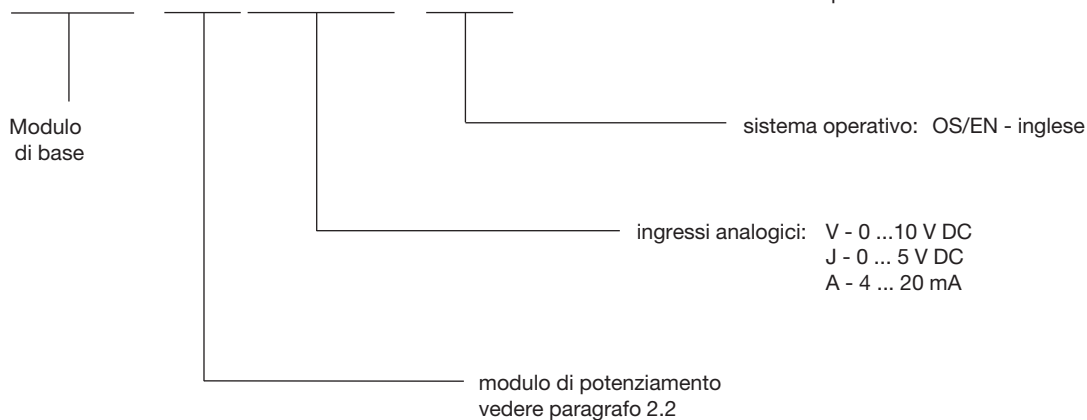 Modulo
di base
sistema operativo: OS/EN - inglese
ingressi analogici: V - 0 ...10 V DC
J - 0 ... 5 V DC
A - 4 ... 20 mA
modulo di potenziamento
vedere paragrafo 2.2